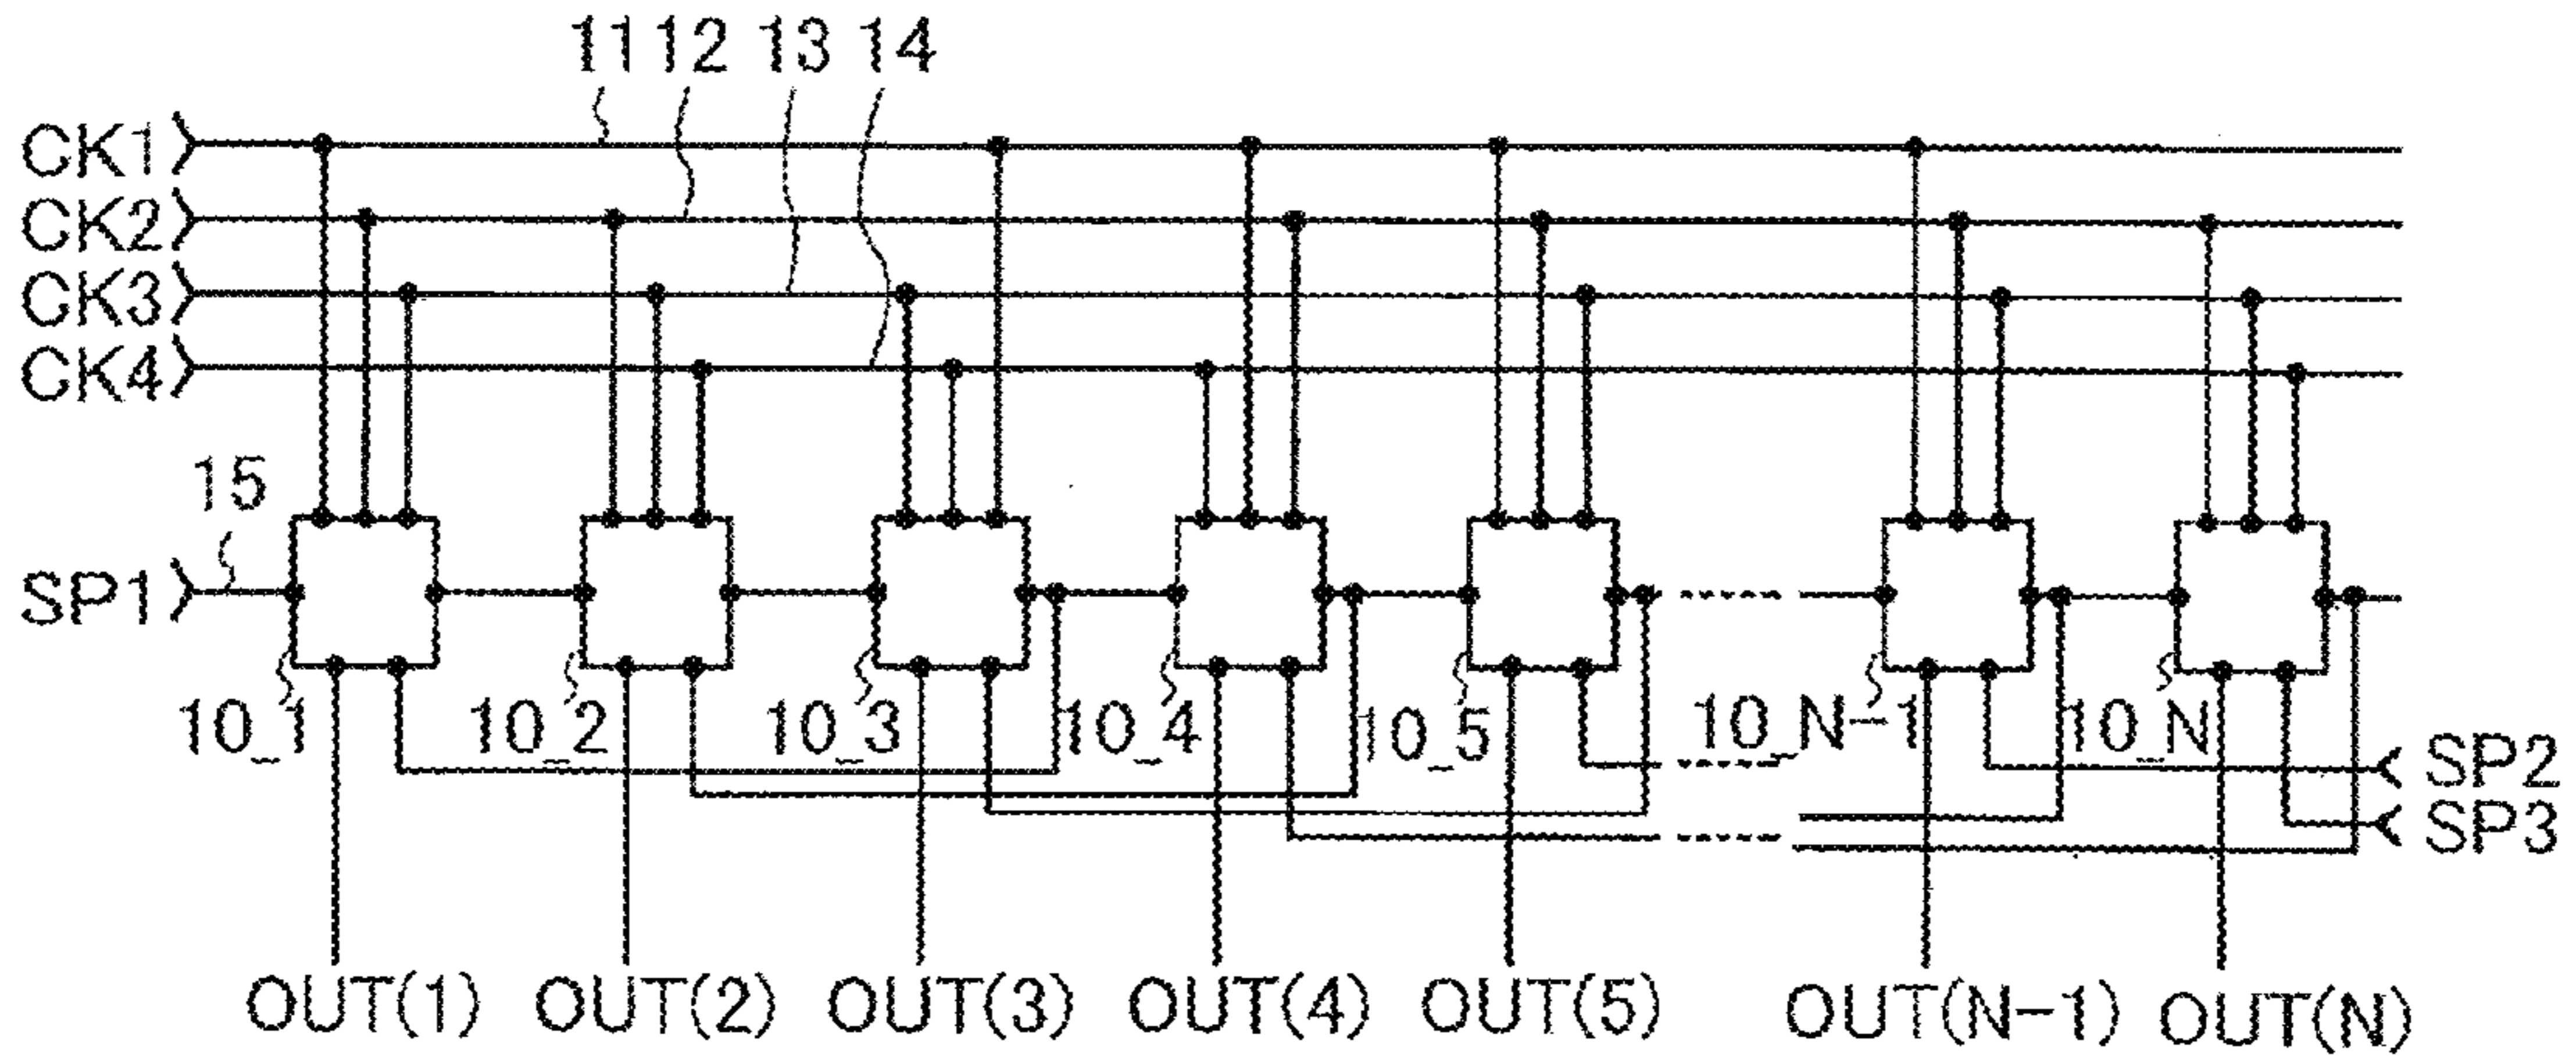 11 12 13 14
CK1
CK2
CK3
CK4
15
SP1
10_1 10_2 10_3 10_4 10_5 10_N-1 10_N
SP2
SP3
OUT(1) OUT(2) OUT(3) OUT(4) OUT(5) OUT(N-1) OUT(N)